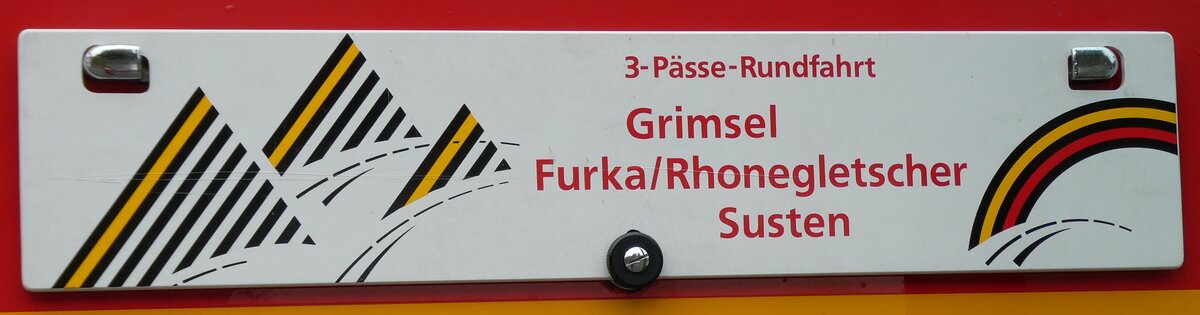 3-Pässe-Rundfahrt
Grimsel
Furka/Rhonegletscher
Susten